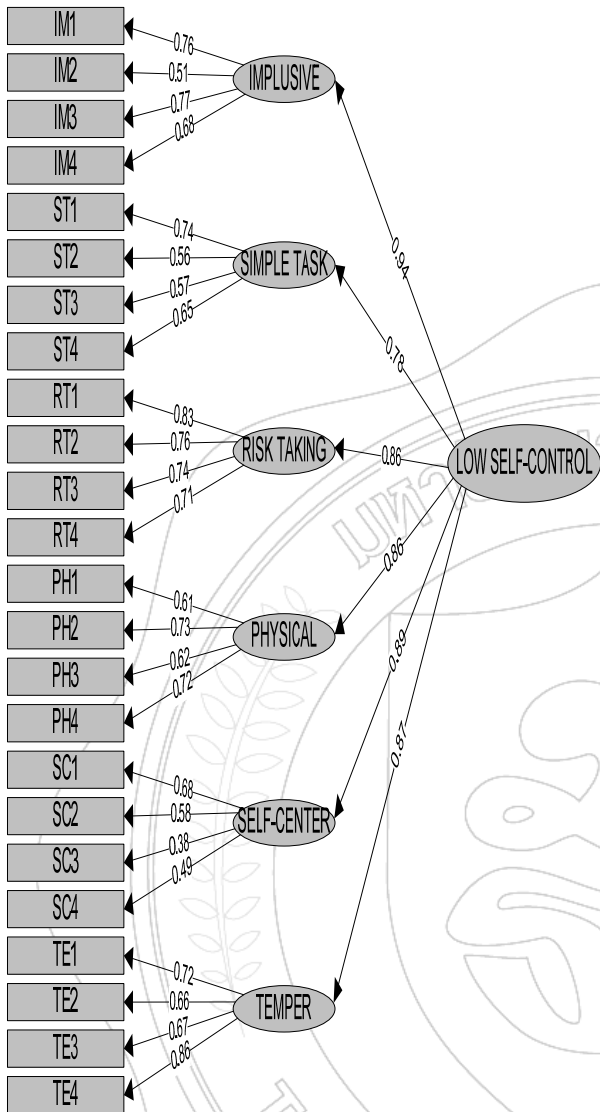 IM1
IM2
IM3
IM4
ST1
ST2
ST3
ST4
RT1
RT2
RT3
RT4
PH1
PH2
PH3
PH4
SC1
SC2
SC3
SC4
TE1
TE2
TE3
TE4
0.76
0.51
0.77
0.68
0.74
0.56
0.57
0.65
0.83
0.76
0.74
0.71
0.61
0.73
0.62
0.72
0.68
0.58
0.38
0.49
0.72
0.66
0.67
0.86
IMPLUSIVE
SIMPLE TASK
RISK TAKING
PHYSICAL
SELF-CENTER
TEMPER
0.94
0.78
0.86
0.86
0.89
0.87
LOW SELF-CONTROL